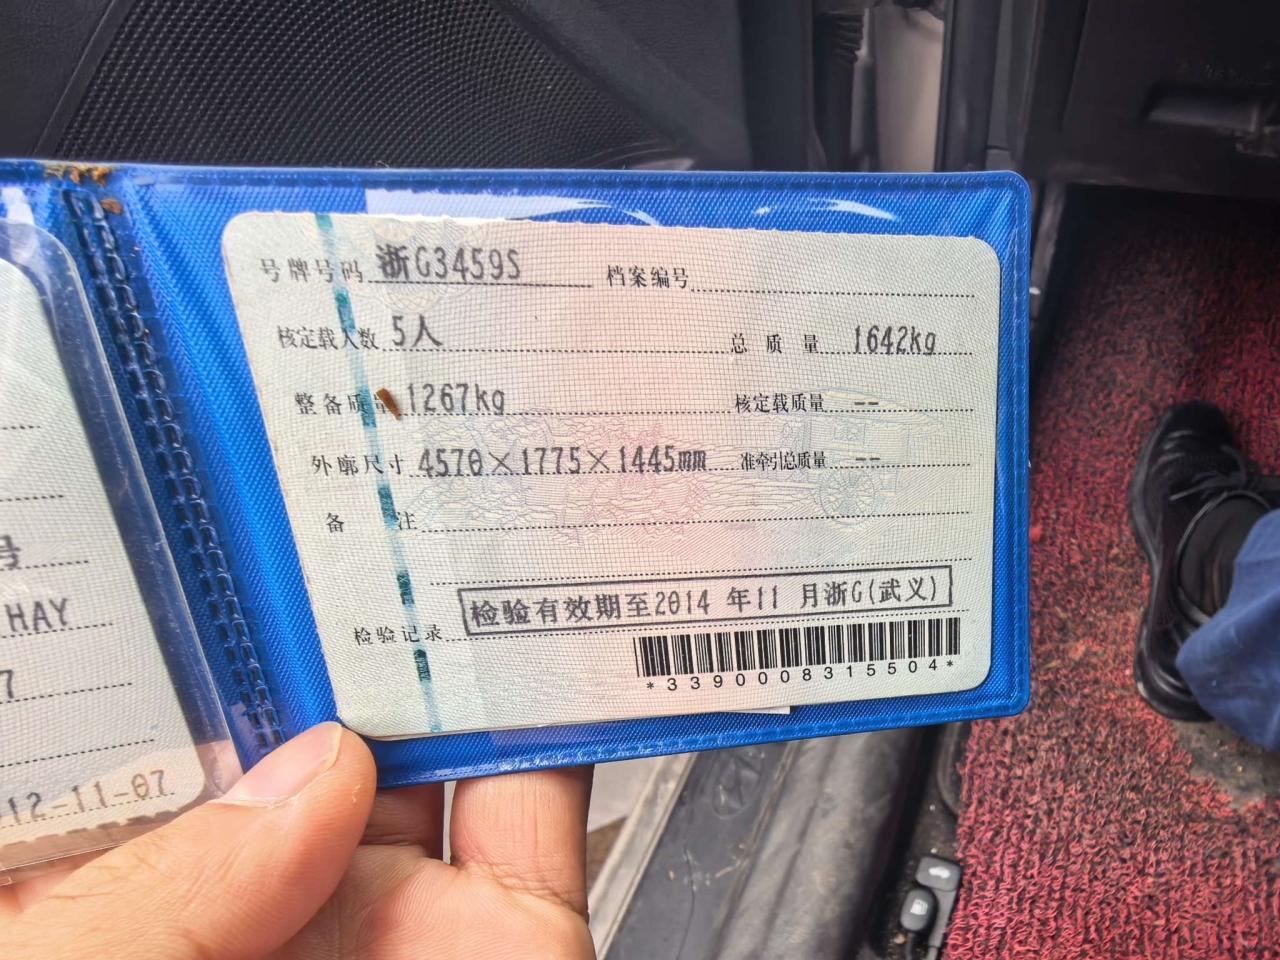 号牌号码 浙G3459S 档案编号
核定载人数 5人 总质量 1642kg
整备质量 1267kg 核定载质量 --
外廓尺寸 4570×1775×1445mm 准牵引总质量 --
备注
检验有效期至2014 年11 月浙G(武义)
检验记录
*3390008315504*
号
HAY
7
12-11-07